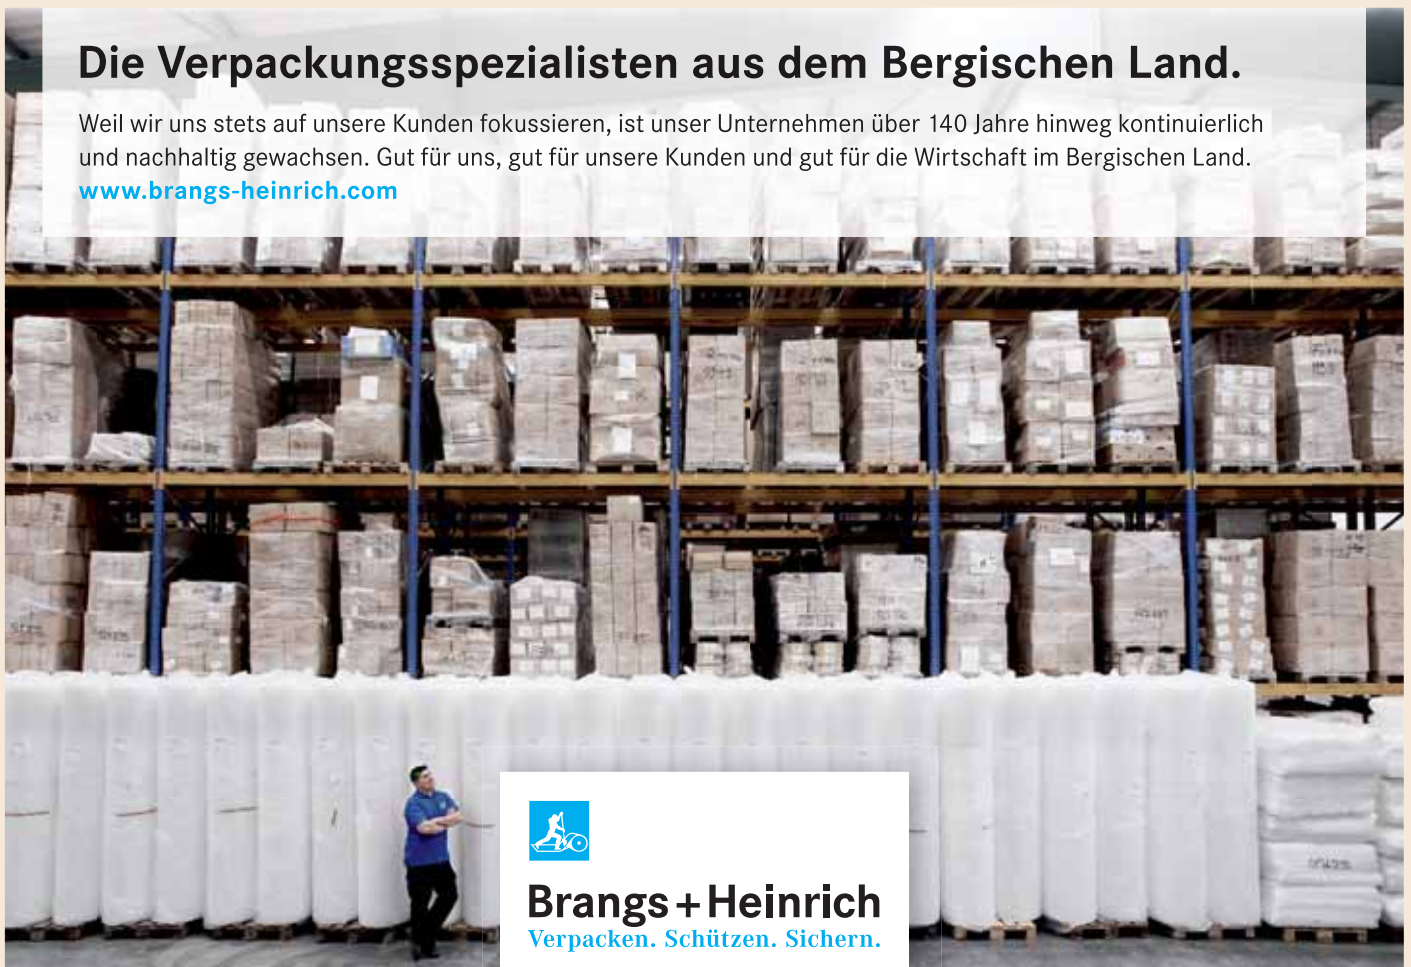 Die Verpackungsspezialisten aus dem Bergischen Land.
Weil wir uns stets auf unsere Kunden fokussieren, ist unser Unternehmen über 140 Jahre hinweg kontinuierlich
und nachhaltig gewachsen. Gut für uns, gut für unsere Kunden und gut für die Wirtschaft im Bergischen Land.
www.brangs-heinrich.com
Brangs+Heinrich
Verpacken. Schützen. Sichern.